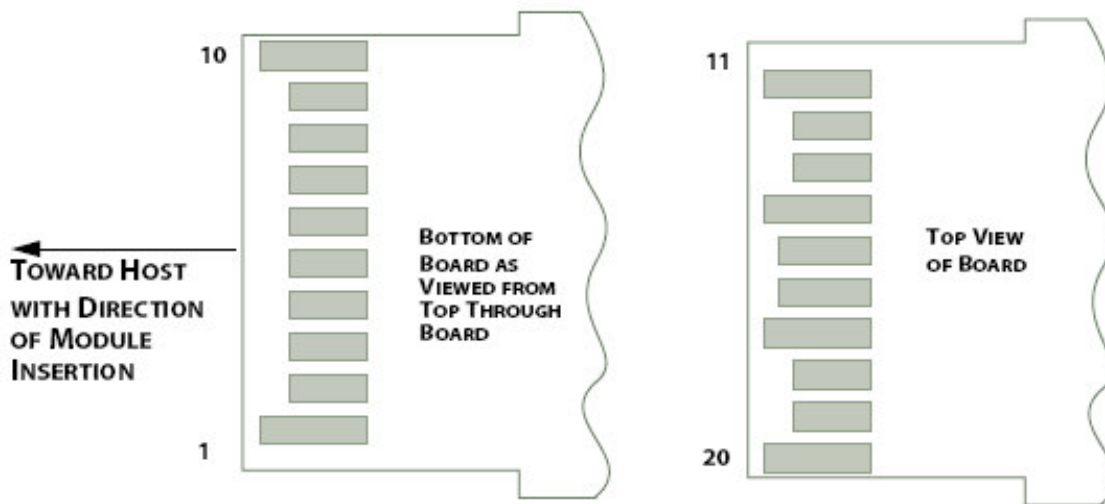 10
1
TOWARD HOST
WITH DIRECTION
OF MODULE
INSERTION
BOTTOM OF
BOARD AS
VIEWED FROM
TOP THROUGH
BOARD
11
20
TOP VIEW
OF BOARD